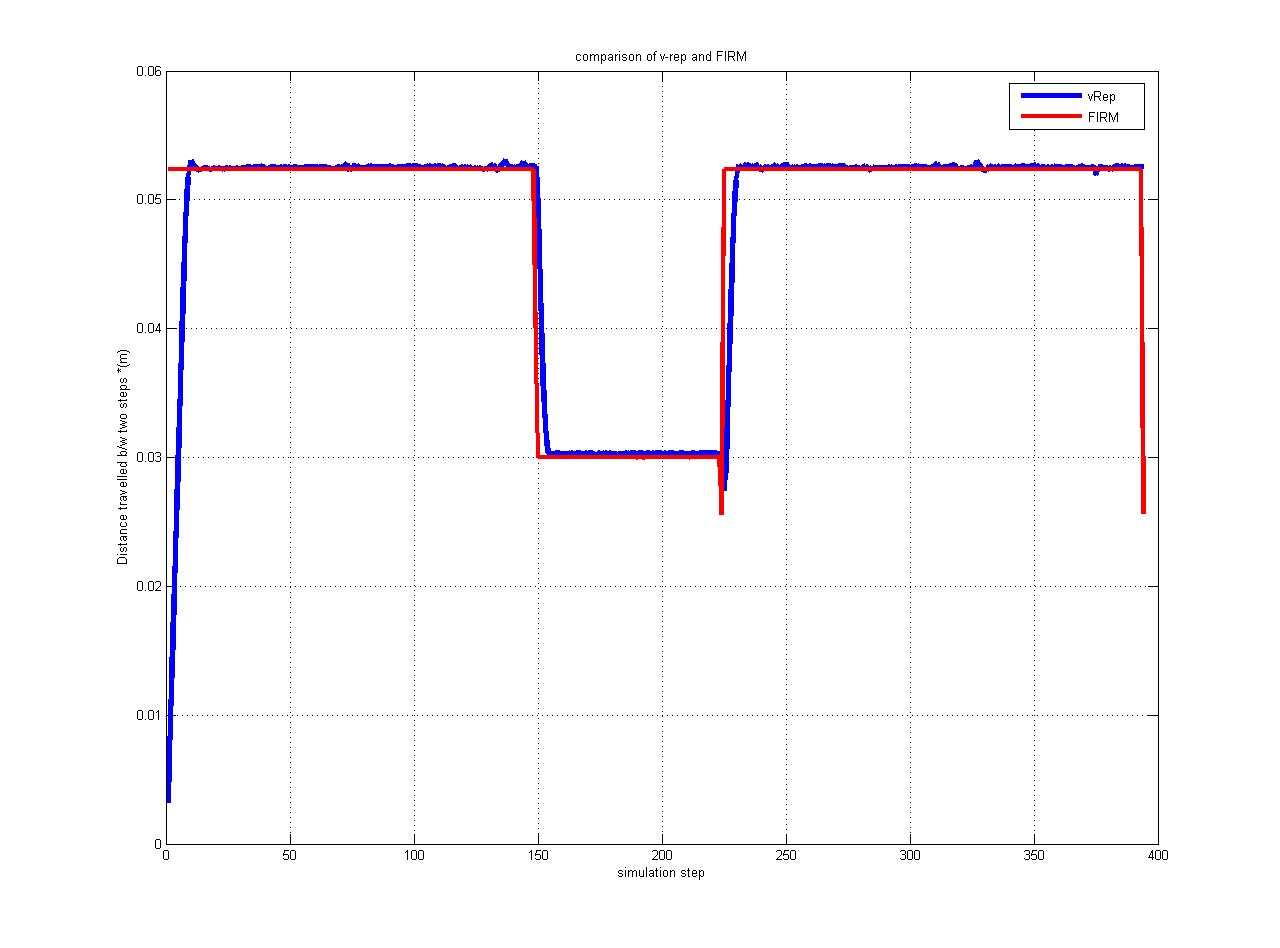 comparison of v-rep and FIRM
vRep
FIRM
0.06
0.05
0.04
0.03
0.02
0.01
0
Distance travelled b/w two steps *(m)
0 50 100 150 200 250 300 350 400
simulation step